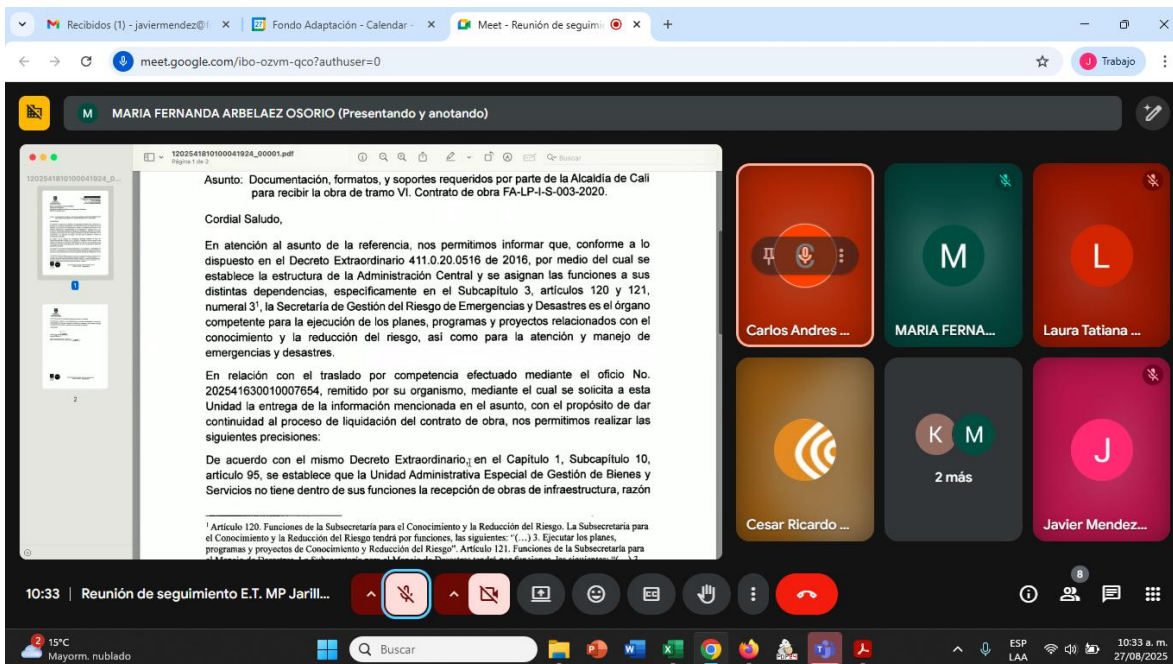 Recibidos (1) - javiermendez@f
Fondo Adaptación - Calendar -
Meet - Reunión de seguimi
meet.google.com/ibo-ozvm-qco?authuser=0
J Trabajo
M MARIA FERNANDA ARBELAEZ OSORIO (Presentando y anotando)
1202541810100041924_00001.pdf
Página 1 de 2
Buscar
1202541810100041924_0...
1
2
Asunto: Documentación, formatos, y soportes requeridos por parte de la Alcaldía de Cali
para recibir la obra de tramo VI. Contrato de obra FA-LP-I-S-003-2020.
Cordial Saludo,
En atención al asunto de la referencia, nos permitimos informar que, conforme a lo
dispuesto en el Decreto Extraordinario 411.0.20.0516 de 2016, por medio del cual se
establece la estructura de la Administración Central y se asignan las funciones a sus
distintas dependencias, específicamente en el Subcapítulo 3, artículos 120 y 121,
numeral 3¹, la Secretaría de Gestión del Riesgo de Emergencias y Desastres es el órgano
competente para la ejecución de los planes, programas y proyectos relacionados con el
conocimiento y la reducción del riesgo, así como para la atención y manejo de
emergencias y desastres.
En relación con el traslado por competencia efectuado mediante el oficio No.
202541630010007654, remitido por su organismo, mediante el cual se solicita a esta
Unidad la entrega de la información mencionada en el asunto, con el propósito de dar
continuidad al proceso de liquidación del contrato de obra, nos permitimos realizar las
siguientes precisiones:
De acuerdo con el mismo Decreto Extraordinario, en el Capítulo 1, Subcapítulo 10,
artículo 95, se establece que la Unidad Administrativa Especial de Gestión de Bienes y
Servicios no tiene dentro de sus funciones la recepción de obras de infraestructura, razón
¹ Artículo 120. Funciones de la Subsecretaría para el Conocimiento y la Reducción del Riesgo. La Subsecretaría para
el Conocimiento y la Reducción del Riesgo tendrá por funciones, las siguientes: “(…) 3. Ejecutar los planes,
programas y proyectos de Conocimiento y Reducción del Riesgo”. Artículo 121. Funciones de la Subsecretaría para
Carlos Andres ...
M
MARIA FERNA...
L
Laura Tatiana ...
Cesar Ricardo ...
K M
2 más
J
Javier Mendez...
10:33 | Reunión de seguimiento E.T. MP Jarill...
8
2
15°C
Mayorm. nublado
Buscar
ESP
LAA
10:33 a. m.
27/08/2025